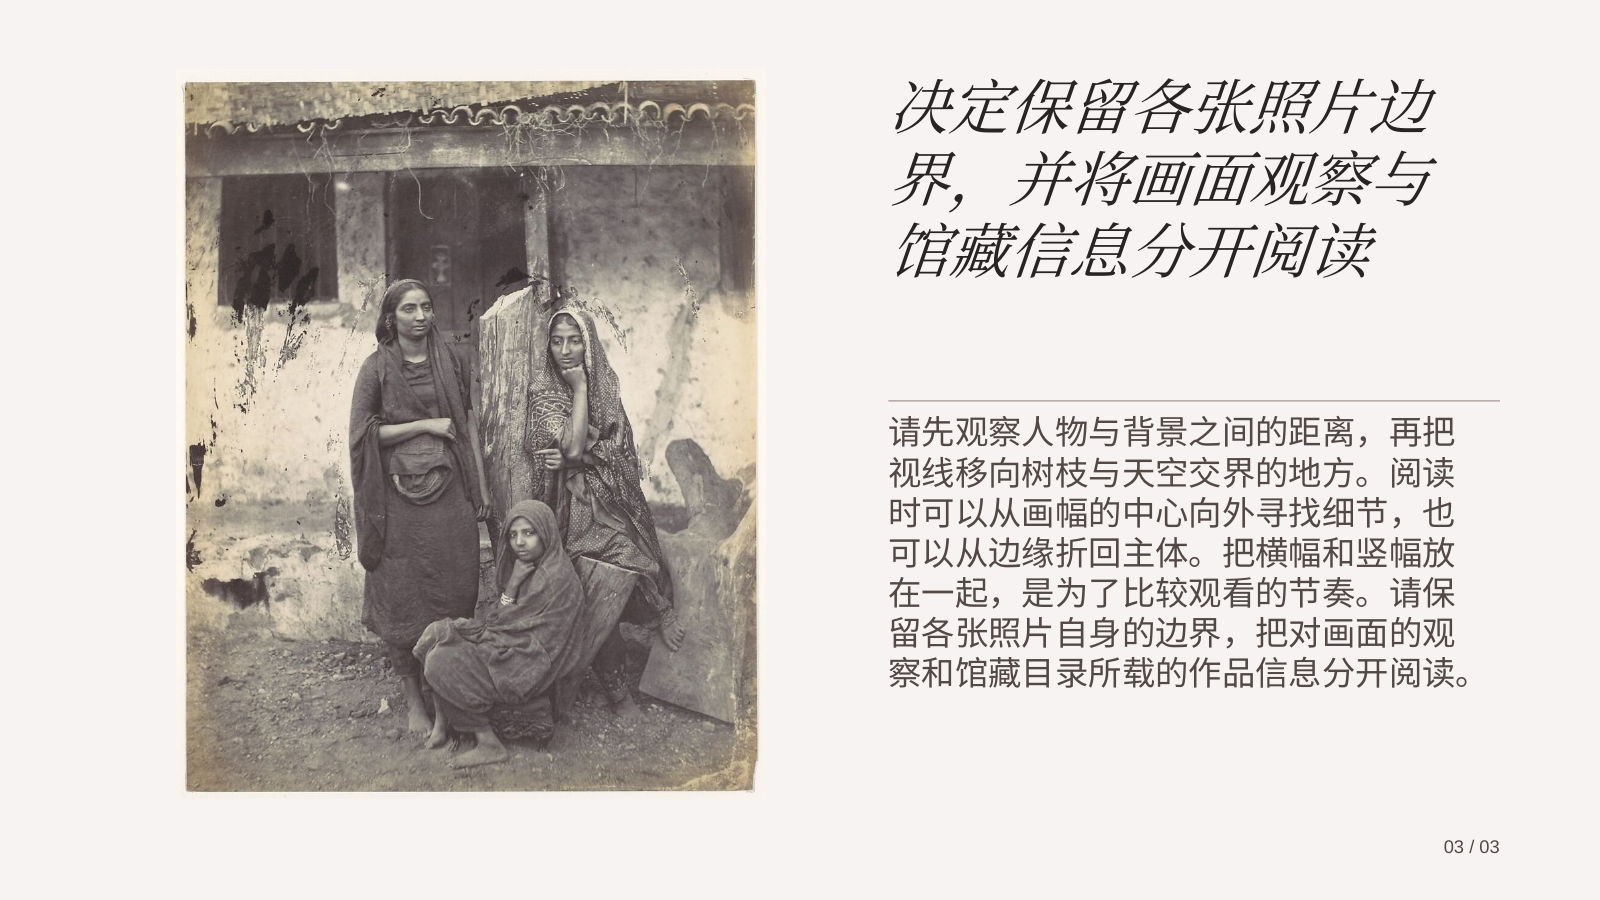 决定保留各张照片边
界，并将画面观察与
馆藏信息分开阅读
请先观察人物与背景之间的距离，再把
视线移向树枝与天空交界的地方。阅读
时可以从画幅的中心向外寻找细节，也
可以从边缘折回主体。把横幅和竖幅放
在一起，是为了比较观看的节奏。请保
留各张照片自身的边界，把对画面的观
察和馆藏目录所载的作品信息分开阅读。
03 / 03